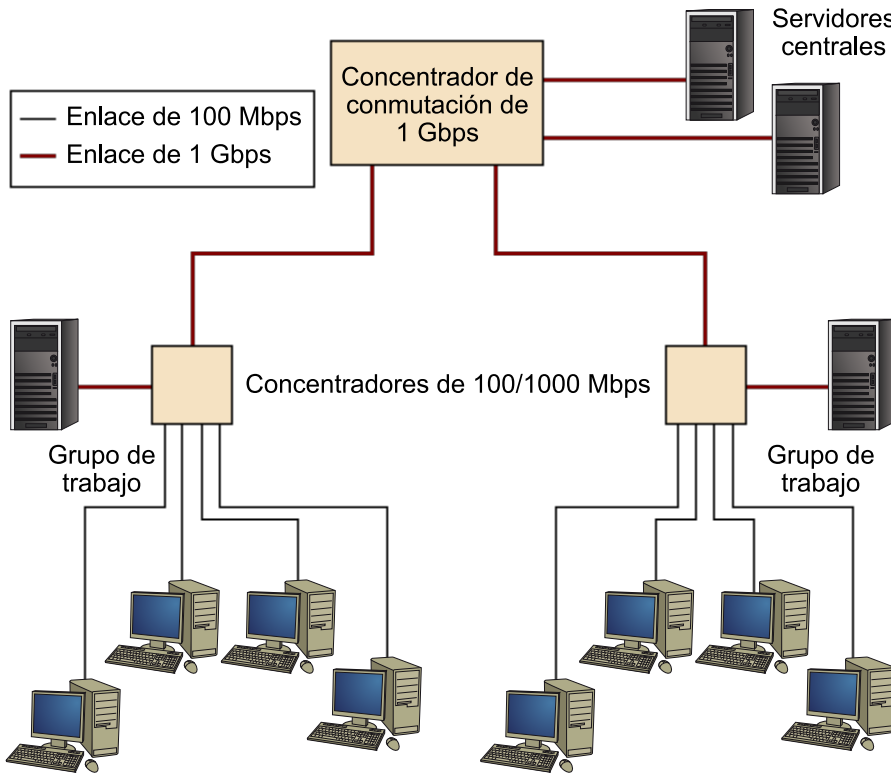 Servidores
centrales
Concentrador de
conmutación de
1 Gbps
Enlace de 100 Mbps
Enlace de 1 Gbps
Concentradores de 100/1000 Mbps
Grupo de
trabajo
Grupo de
trabajo